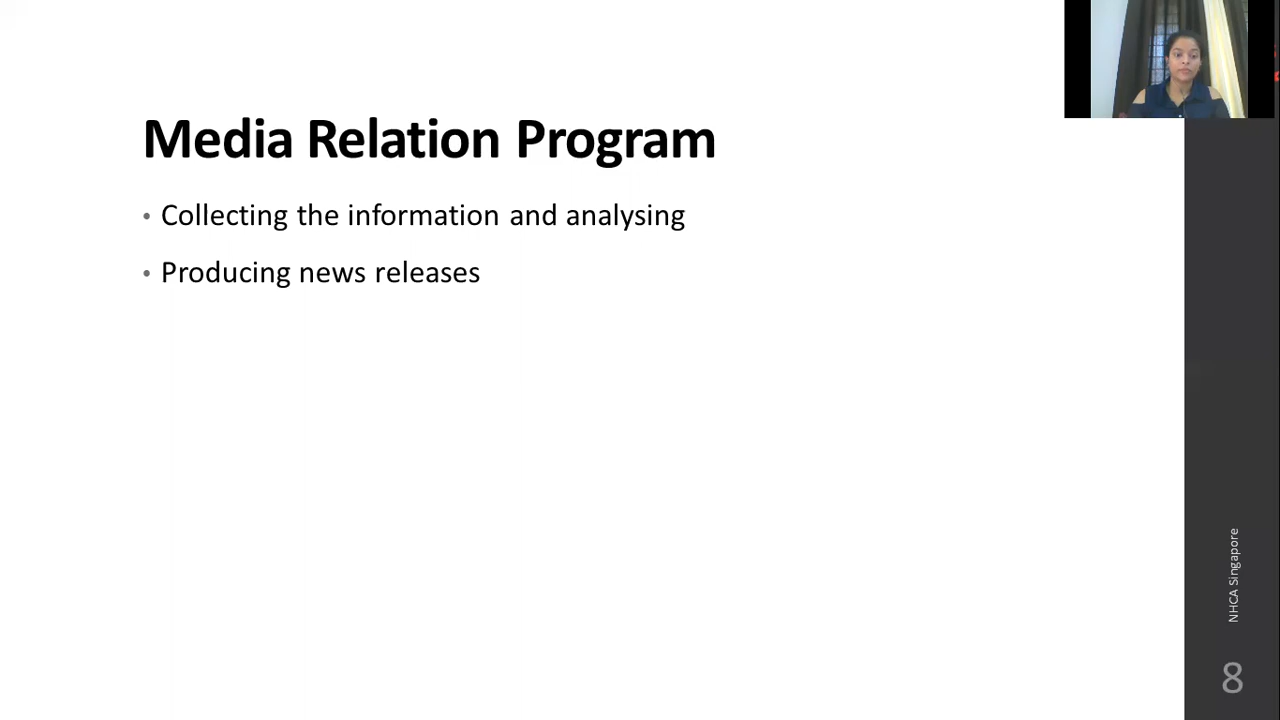 Media Relation Program
• Collecting the information and analysing
• Producing news releases
NHCA Singapore
8